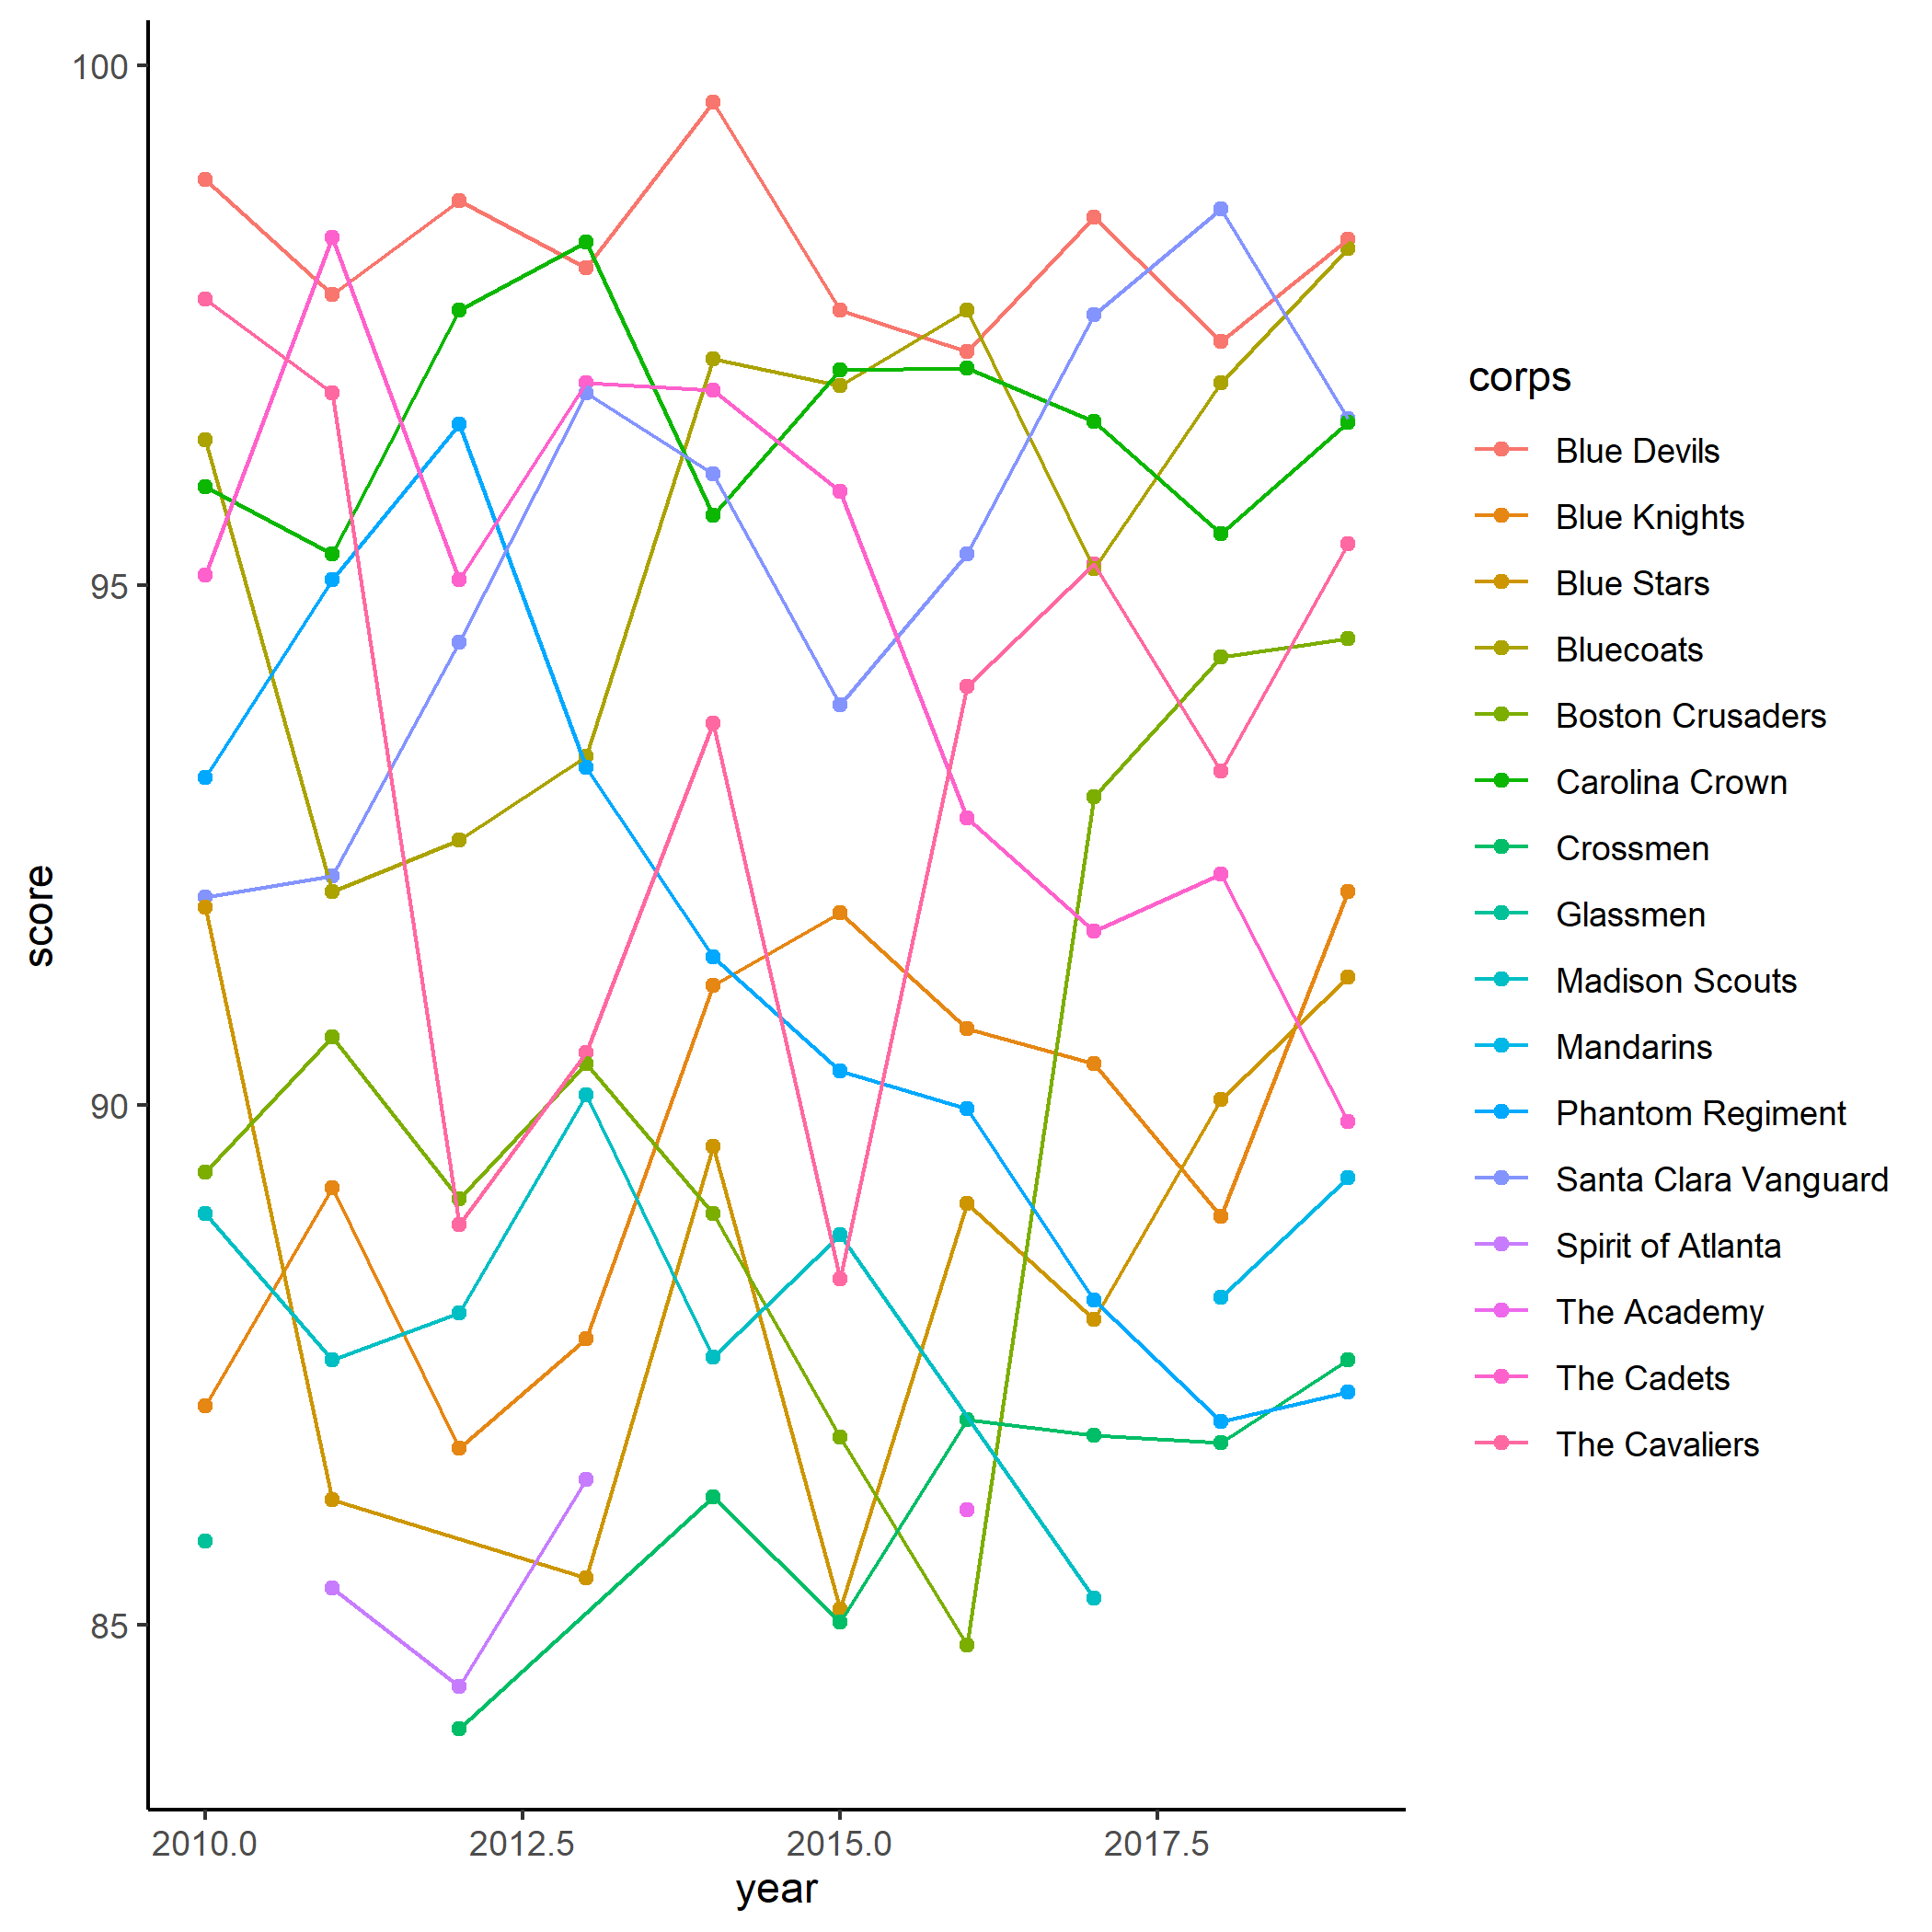 score
100
95
90
85
2010.0 2012.5 2015.0 2017.5
year
corps
Blue Devils
Blue Knights
Blue Stars
Bluecoats
Boston Crusaders
Carolina Crown
Crossmen
Glassmen
Madison Scouts
Mandarins
Phantom Regiment
Santa Clara Vanguard
Spirit of Atlanta
The Academy
The Cadets
The Cavaliers